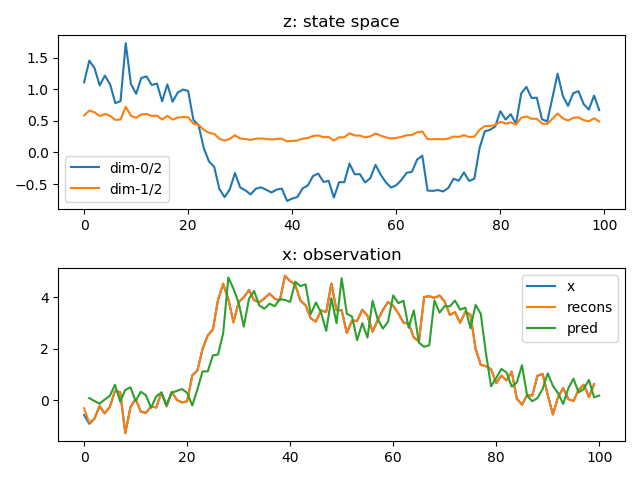 z: state space
1.5
1.0
0.5
0.0
−0.5
dim-0/2
dim-1/2
0 20 40 60 80 100
x: observation
4
2
0
x
recons
pred
0 20 40 60 80 100